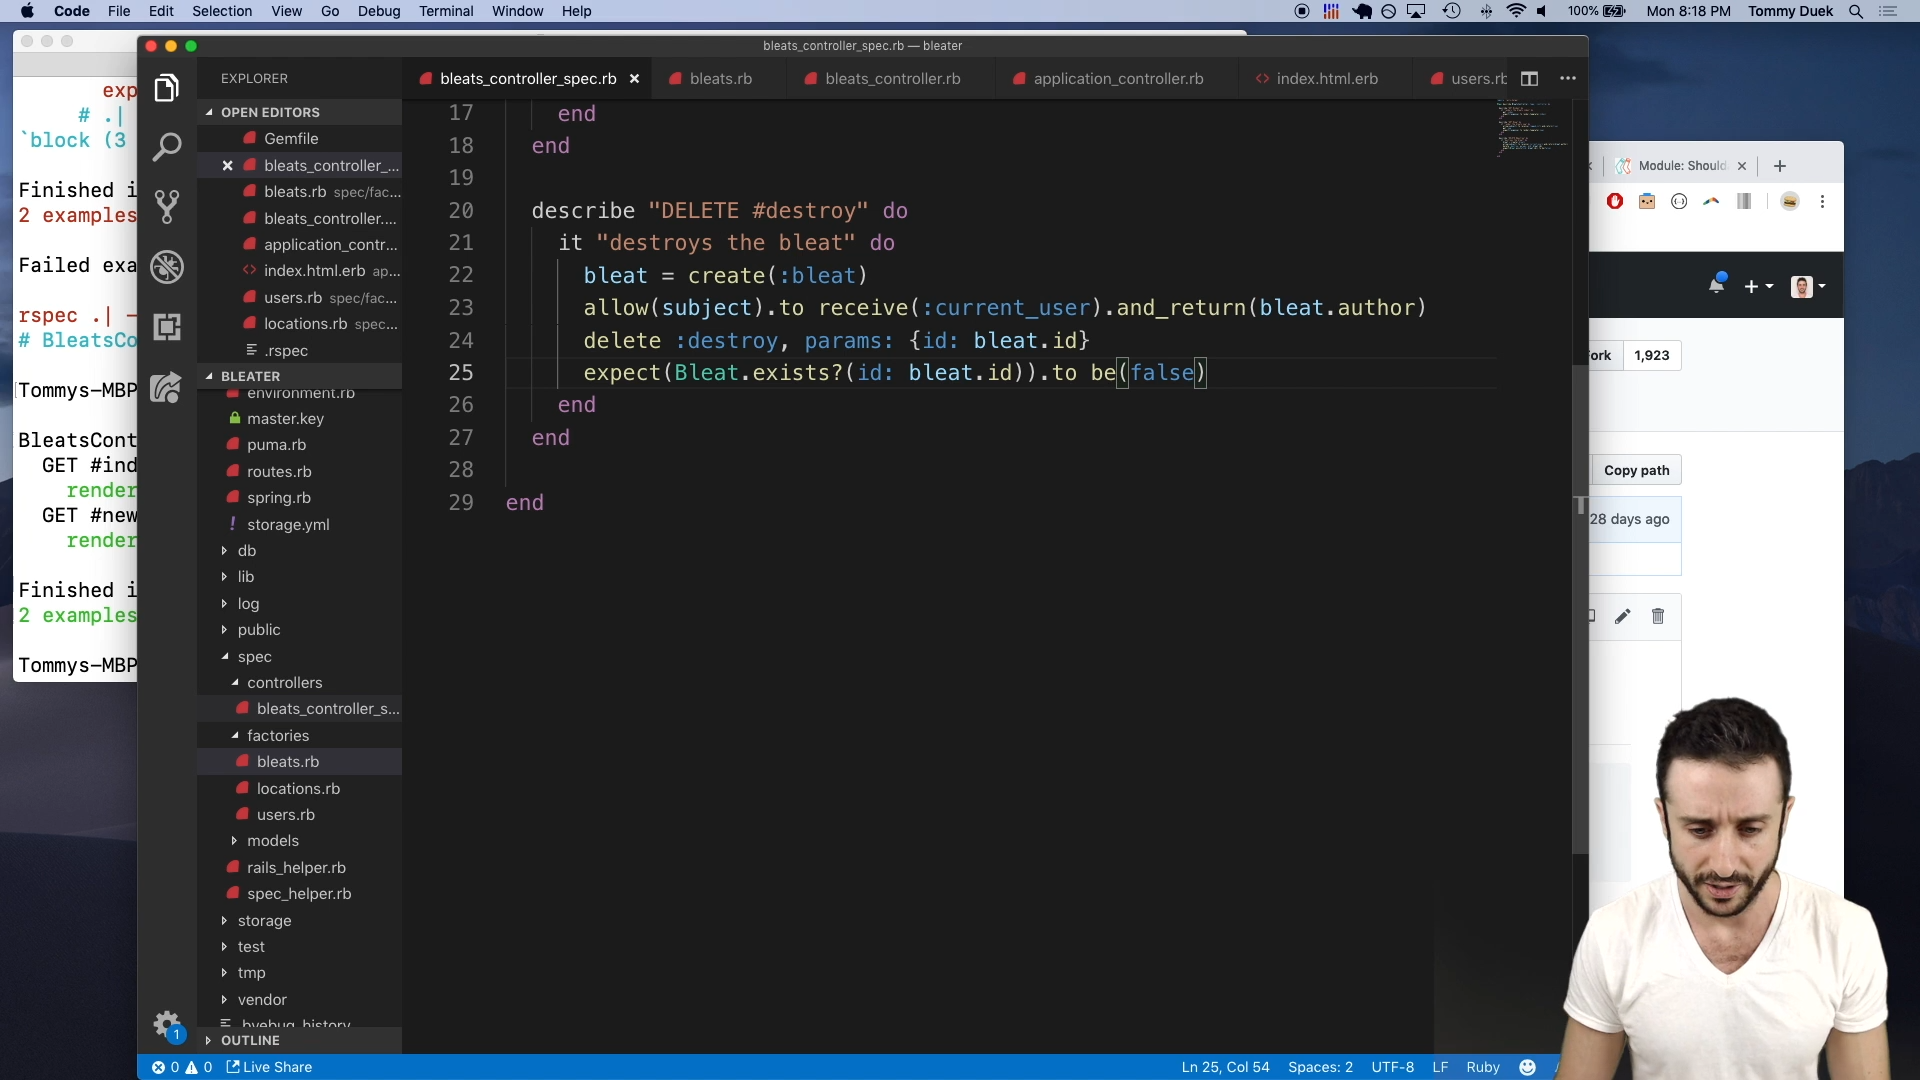 Code File Edit Selection View Go Debug Terminal Window Help
100% Mon 8:18 PM Tommy Duek
bleats_controller_spec.rb — bleater
exp
# .|
`block (3
Finished i
2 examples
Failed exa
rspec .| —
# BleatsCo
Tommys-MBP
BleatsCont
GET #ind
render
GET #new
render
Finished i
2 examples
Tommys-MBP
EXPLORER
OPEN EDITORS
Gemfile
bleats_controller_...
bleats.rb spec/fac...
bleats_controller....
application_contr...
index.html.erb ap...
users.rb spec/fac...
locations.rb spec...
.rspec
BLEATER
environment.rb
master.key
puma.rb
routes.rb
spring.rb
storage.yml
db
lib
log
public
spec
controllers
bleats_controller_s...
factories
bleats.rb
locations.rb
users.rb
models
rails_helper.rb
spec_helper.rb
storage
test
tmp
vendor
.byebug_history
OUTLINE
1
bleats_controller_spec.rb bleats.rb bleats_controller.rb application_controller.rb index.html.erb users.rb
17 end
18 end
19
20 describe "DELETE #destroy" do
21 it "destroys the bleat" do
22 bleat = create(:bleat)
23 allow(subject).to receive(:current_user).and_return(bleat.author)
24 delete :destroy, params: {id: bleat.id}
25 expect(Bleat.exists?(id: bleat.id)).to be(false)
26 end
27 end
28
29 end
Module: Should
ork 1,923
Copy path
28 days ago
0 0 Live Share
Ln 25, Col 54 Spaces: 2 UTF-8 LF Ruby